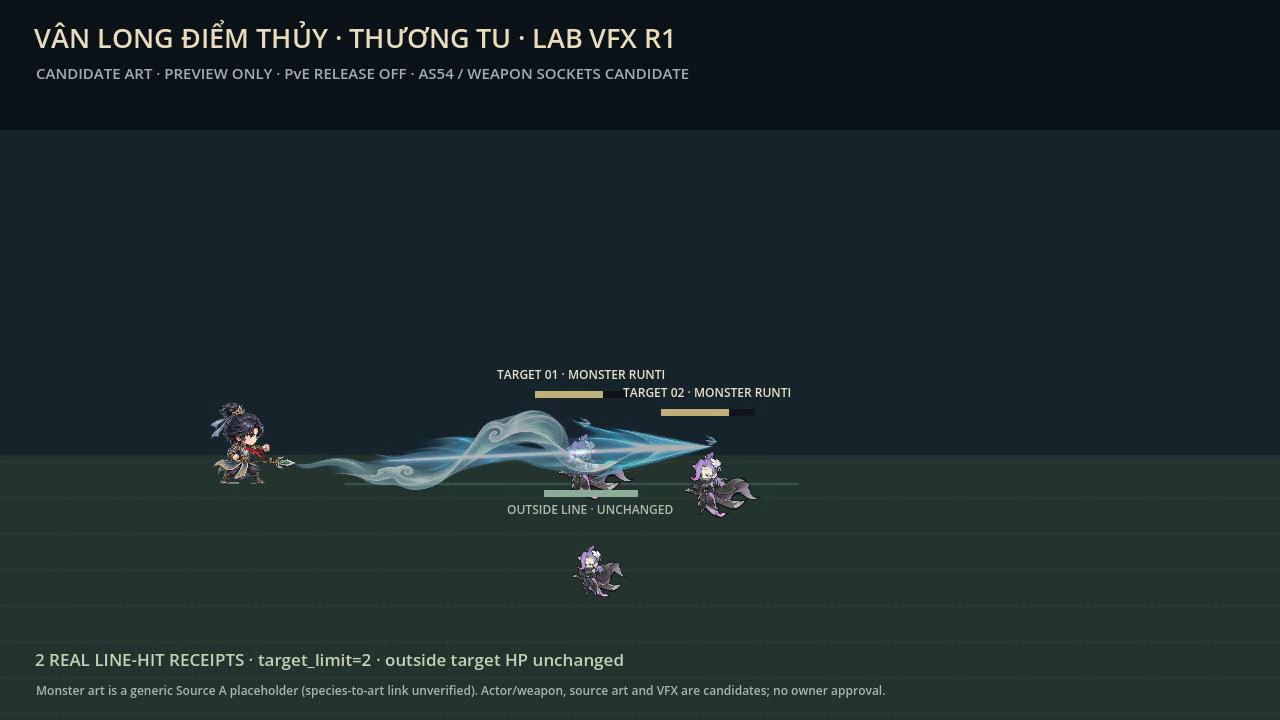 VÂN LONG ĐIỂM THỦY · THƯƠNG TU · LAB VFX R1
CANDIDATE ART · PREVIEW ONLY · PvE RELEASE OFF · AS54 / WEAPON SOCKETS CANDIDATE
TARGET 01 · MONSTER RUNTI
TARGET 02 · MONSTER RUNTI
OUTSIDE LINE · UNCHANGED
2 REAL LINE-HIT RECEIPTS · target_limit=2 · outside target HP unchanged
Monster art is a generic Source A placeholder (species-to-art link unverified). Actor/weapon, source art and VFX are candidates; no owner approval.